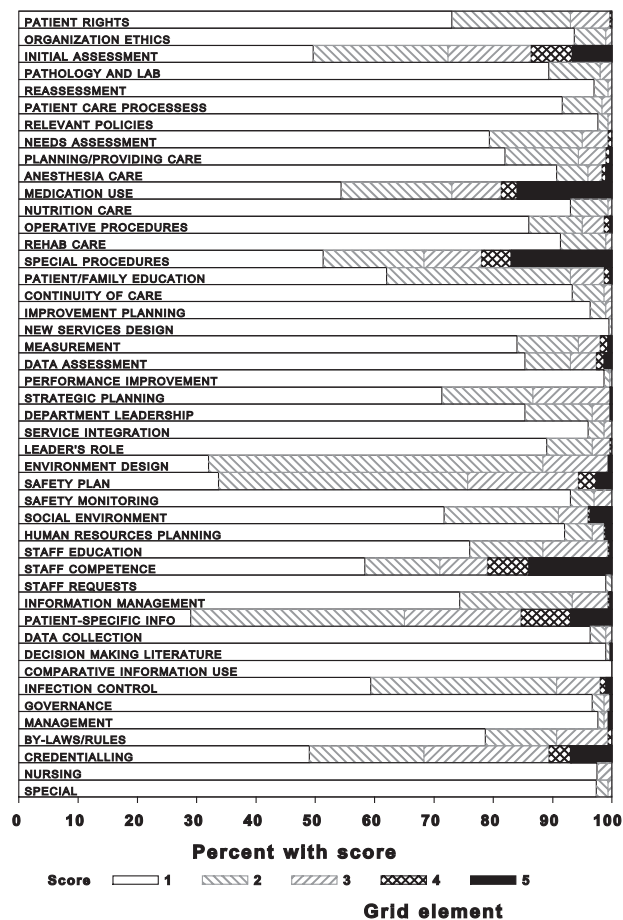 PATIENT RIGHTS
ORGANIZATION ETHICS
INITIAL ASSESSMENT
PATHOLOGY AND LAB
REASSESSMENT
PATIENT CARE PROCESSESS
RELEVANT POLICIES
NEEDS ASSESSMENT
PLANNING/PROVIDING CARE
ANESTHESIA CARE
MEDICATION USE
NUTRITION CARE
OPERATIVE PROCEDURES
REHAB CARE
SPECIAL PROCEDURES
PATIENT/FAMILY EDUCATION
CONTINUITY OF CARE
IMPROVEMENT PLANNING
NEW SERVICES DESIGN
MEASUREMENT
DATA ASSESSMENT
PERFORMANCE IMPROVEMENT
STRATEGIC PLANNING
DEPARTMENT LEADERSHIP
SERVICE INTEGRATION
LEADER'S ROLE
ENVIRONMENT DESIGN
SAFETY PLAN
SAFETY MONITORING
SOCIAL ENVIRONMENT
HUMAN RESOURCES PLANNING
STAFF EDUCATION
STAFF COMPETENCE
STAFF REQUESTS
INFORMATION MANAGEMENT
PATIENT-SPECIFIC INFO
DATA COLLECTION
DECISION MAKING LITERATURE
COMPARATIVE INFORMATION USE
INFECTION CONTROL
GOVERNANCE
MANAGEMENT
BY-LAWS/RULES
CREDENTIALLING
NURSING
SPECIAL
0 10 20 30 40 50 60 70 80 90 100
Percent with score
Score 1 2 3 4 5
Grid element